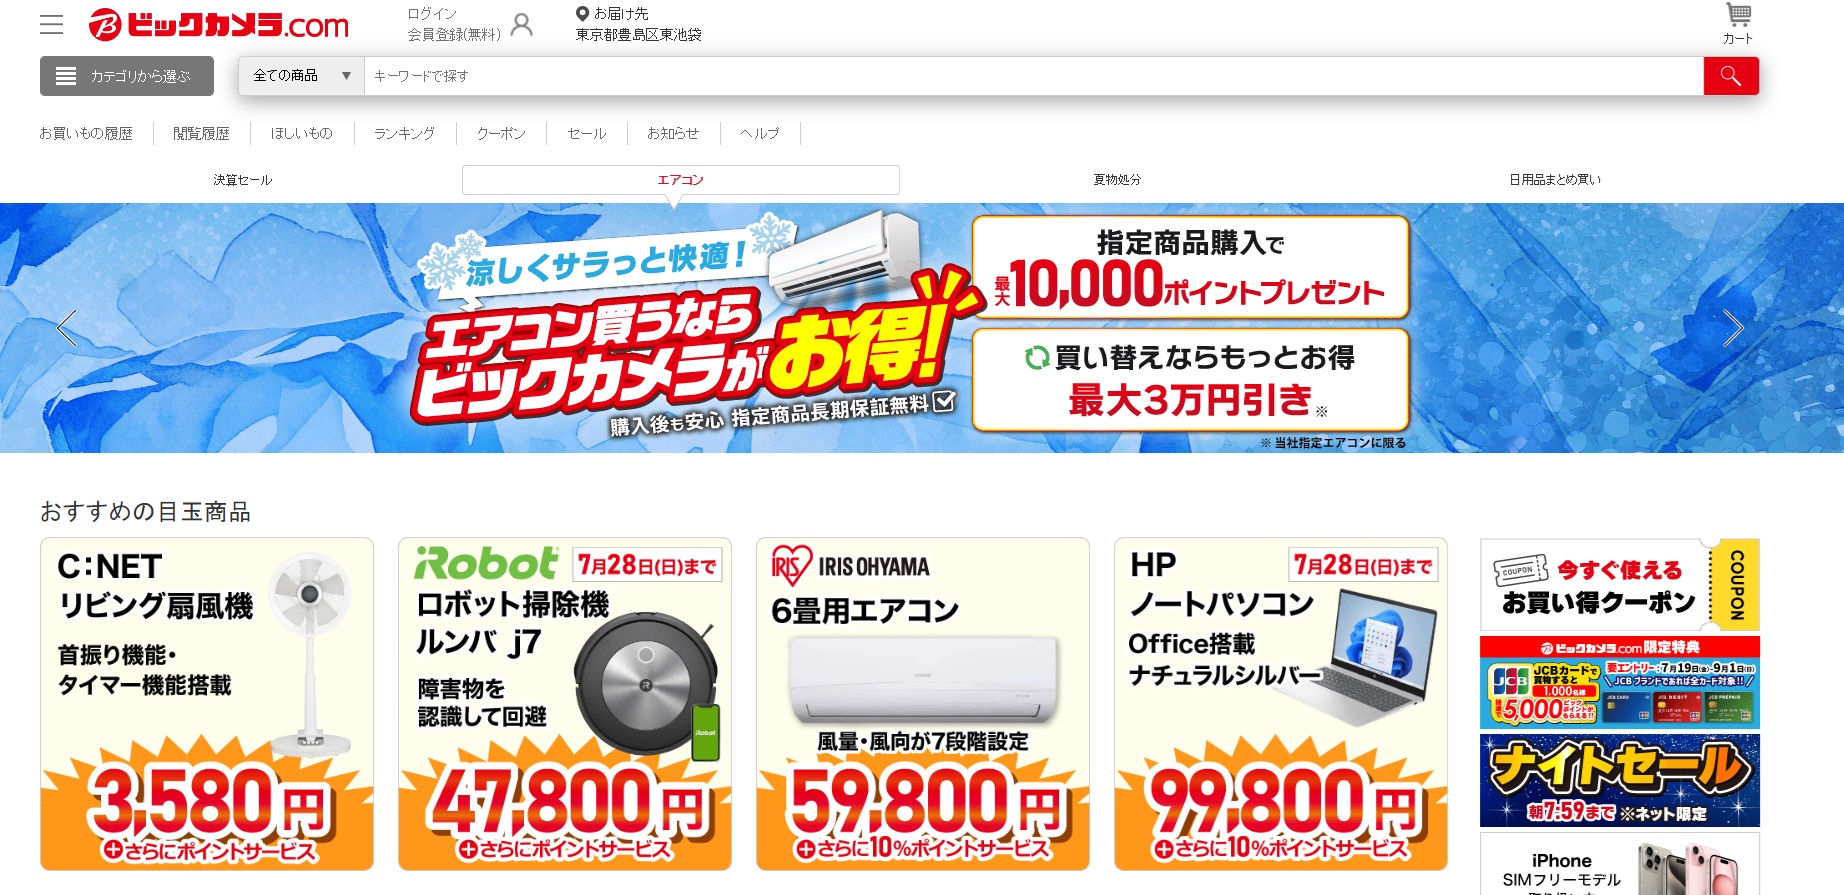 ビックカメラ.com
ログイン
会員登録(無料)
お届け先
東京都豊島区東池袋
カート
カテゴリから選ぶ
全ての商品 ▼
キーワードで探す
お買いもの履歴
閲覧履歴
ほしいもの
ランキング
クーポン
セール
お知らせ
ヘルプ
決算セール
エアコン
夏物処分
日用品まとめ買い
涼しくサラっと快適！
エアコン買うなら
ビックカメラがお得！
購入後も安心 指定商品長期保証無料
指定商品購入で
最大10,000ポイントプレゼント
買い替えならもっとお得
最大3万円引き※
※ 当社指定エアコンに限る
おすすめの目玉商品
C:NET
リビング扇風機
首振り機能・
タイマー機能搭載
3,580円
+さらにポイントサービス
iRobot
7月28日(日)まで
ロボット掃除機
ルンバ j7
障害物を
認識して回避
iRobot
47,800円
+さらにポイントサービス
IRIS IRIS OHYAMA
6畳用エアコン
風量・風向が7段階設定
59,800円
+さらに10%ポイントサービス
HP
7月28日(日)まで
ノートパソコン
Office搭載
ナチュラルシルバー
99,800円
+さらに10%ポイントサービス
COUPON
今すぐ使える
お買い得クーポン
COUPON
ビックカメラ.com 限定特典
JCB
JCBカードで
買物すると
1,000名様
5,000
ビック
ポイントが
もらえる!!
要エントリー：7月19日(金)-9月1日(日)
JCBブランドであれば全カード対象!!
JCB CARD
JCB DEBIT
JCB PREPAID
ナイトセール
朝7:59まで ※ネット限定
iPhone
SIMフリーモデル